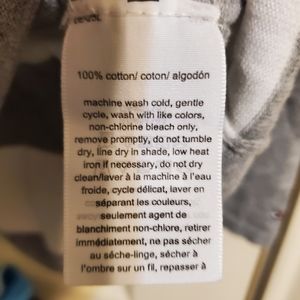 100% cotton/ coton/ algodón
machine wash cold, gentle
cycle, wash with like colors,
non-chlorine bleach only,
remove promptly, do not tumble
dry, line dry in shade, low heat
iron if necessary, do not dry
clean/laver à la machine à l'eau
froide, cycle délicat, laver en
séparant les couleurs,
seulement agent de
blanchiment non-chlore, retirer
immédiatement, ne pas sécher
au sèche-linge, sécher à
l'ombre sur un fil, repasser à